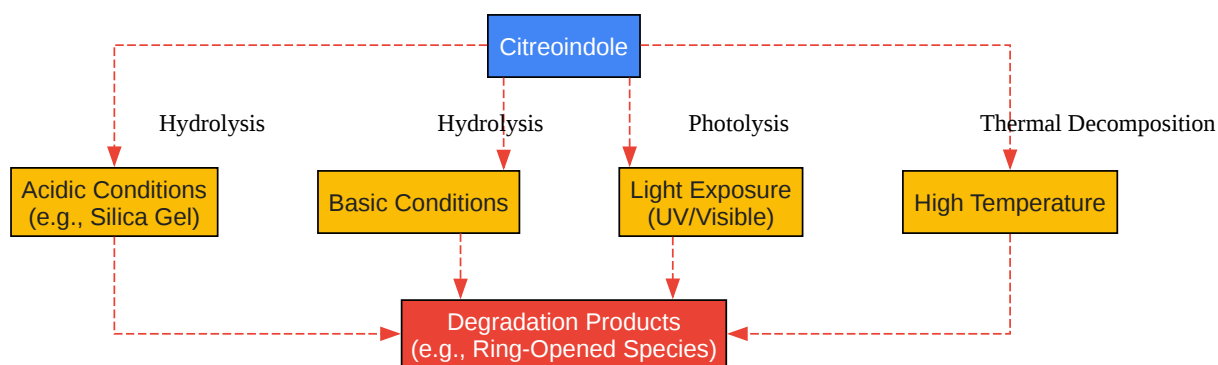 Citreoindole
Hydrolysis
Hydrolysis
Photolysis
Thermal Decomposition
Acidic Conditions
(e.g., Silica Gel)
Basic Conditions
Light Exposure
(UV/Visible)
High Temperature
Degradation Products
(e.g., Ring-Opened Species)